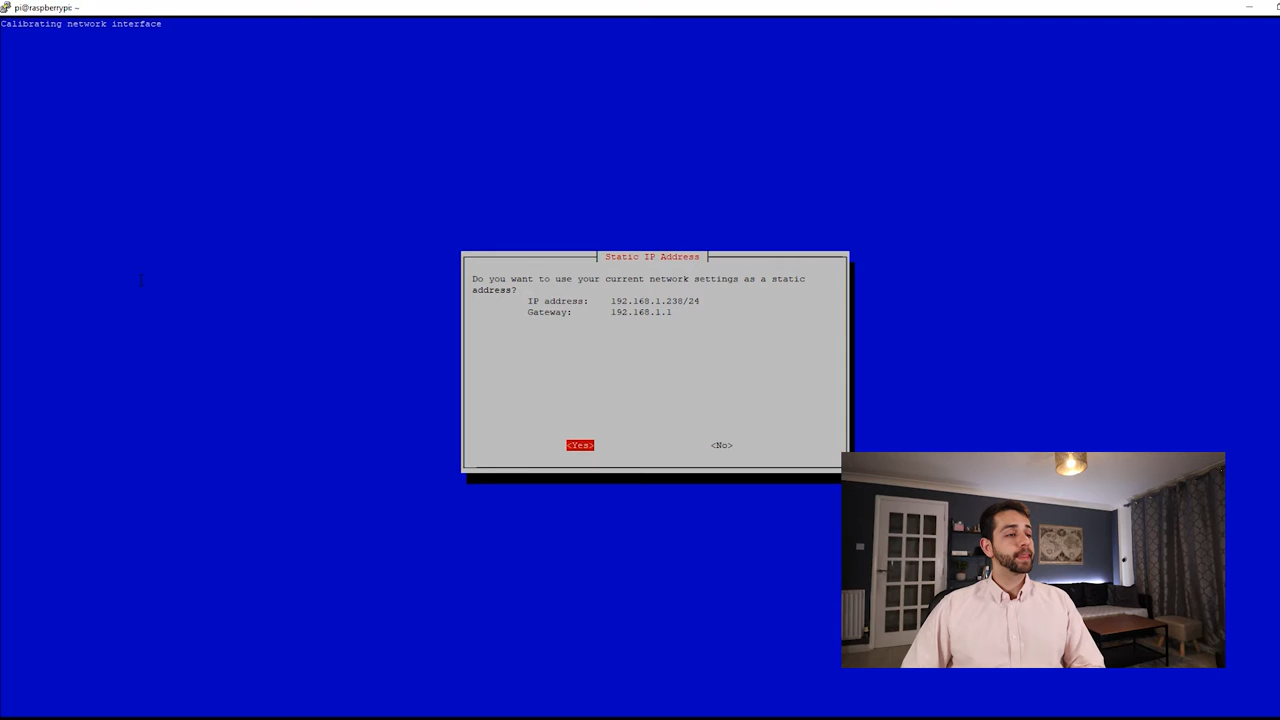 pi@raspberrypi: ~
Calibrating network interface
Static IP Address
Do you want to use your current network settings as a static
address?
IP address: 192.168.1.238/24
Gateway: 192.168.1.1
<Yes> <No>